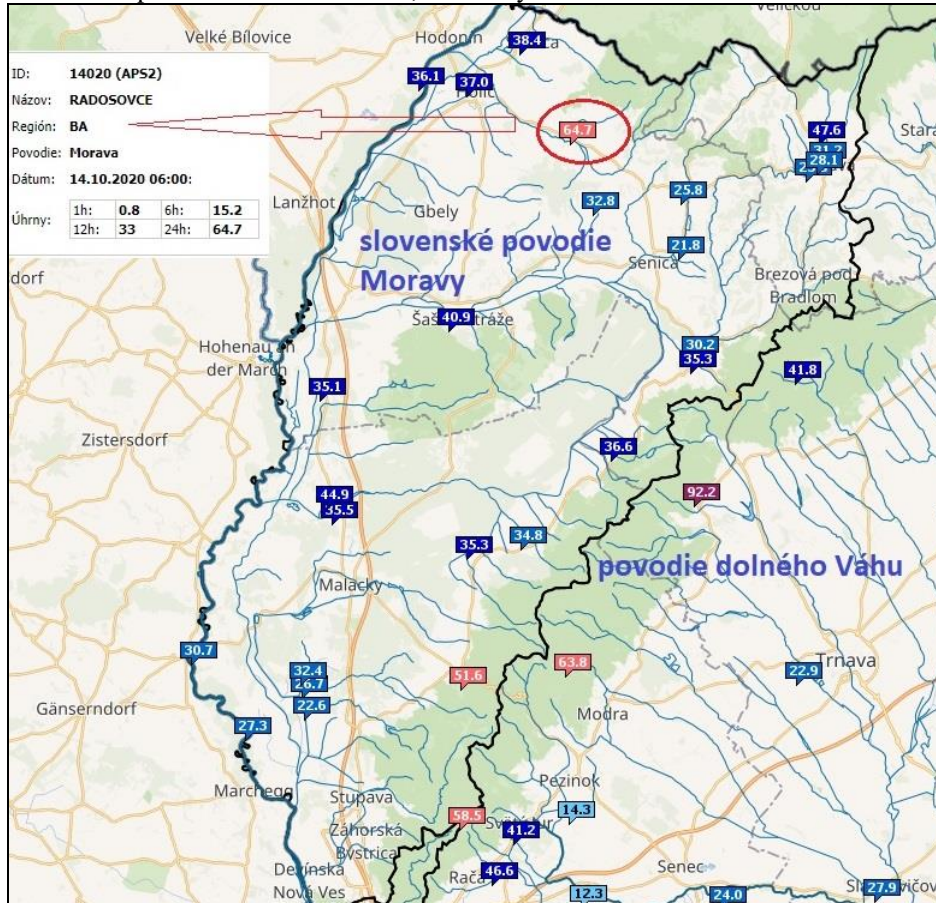 Veličkou
Velké Bílovice
Hodonín
38.4
36.1
37.0
ID: 14020 (APS2)
Názov: RADOSOVCE
Región: BA
Povodie: Morava
Dátum: 14.10.2020 06:00:
Úhrny:
1h: 0.8 6h: 15.2
12h: 33 24h: 64.7
64.7
47.6
31.2
28.1
Stará
Lanžhot
Gbely
32.8
25.8
slovenské povodie
Moravy
21.8
Senica
Brezová pod
Bradlom
dorf
40.9
Hohenau an
der March
30.2
35.3
41.8
35.1
Zistersdorf
36.6
92.2
44.9
35.5
35.3
34.8
povodie dolného Váhu
Malacky
30.7
32.4
26.7
22.6
51.6
63.8
22.9
Trnava
Gänserndorf
27.3
Modra
Marchegg
Stupava
Pezinok
14.3
58.5
41.2
Záhorská
Bystrica
Devínska
Nová Ves
Rača
46.6
Senec
12.3
24.0
27.9